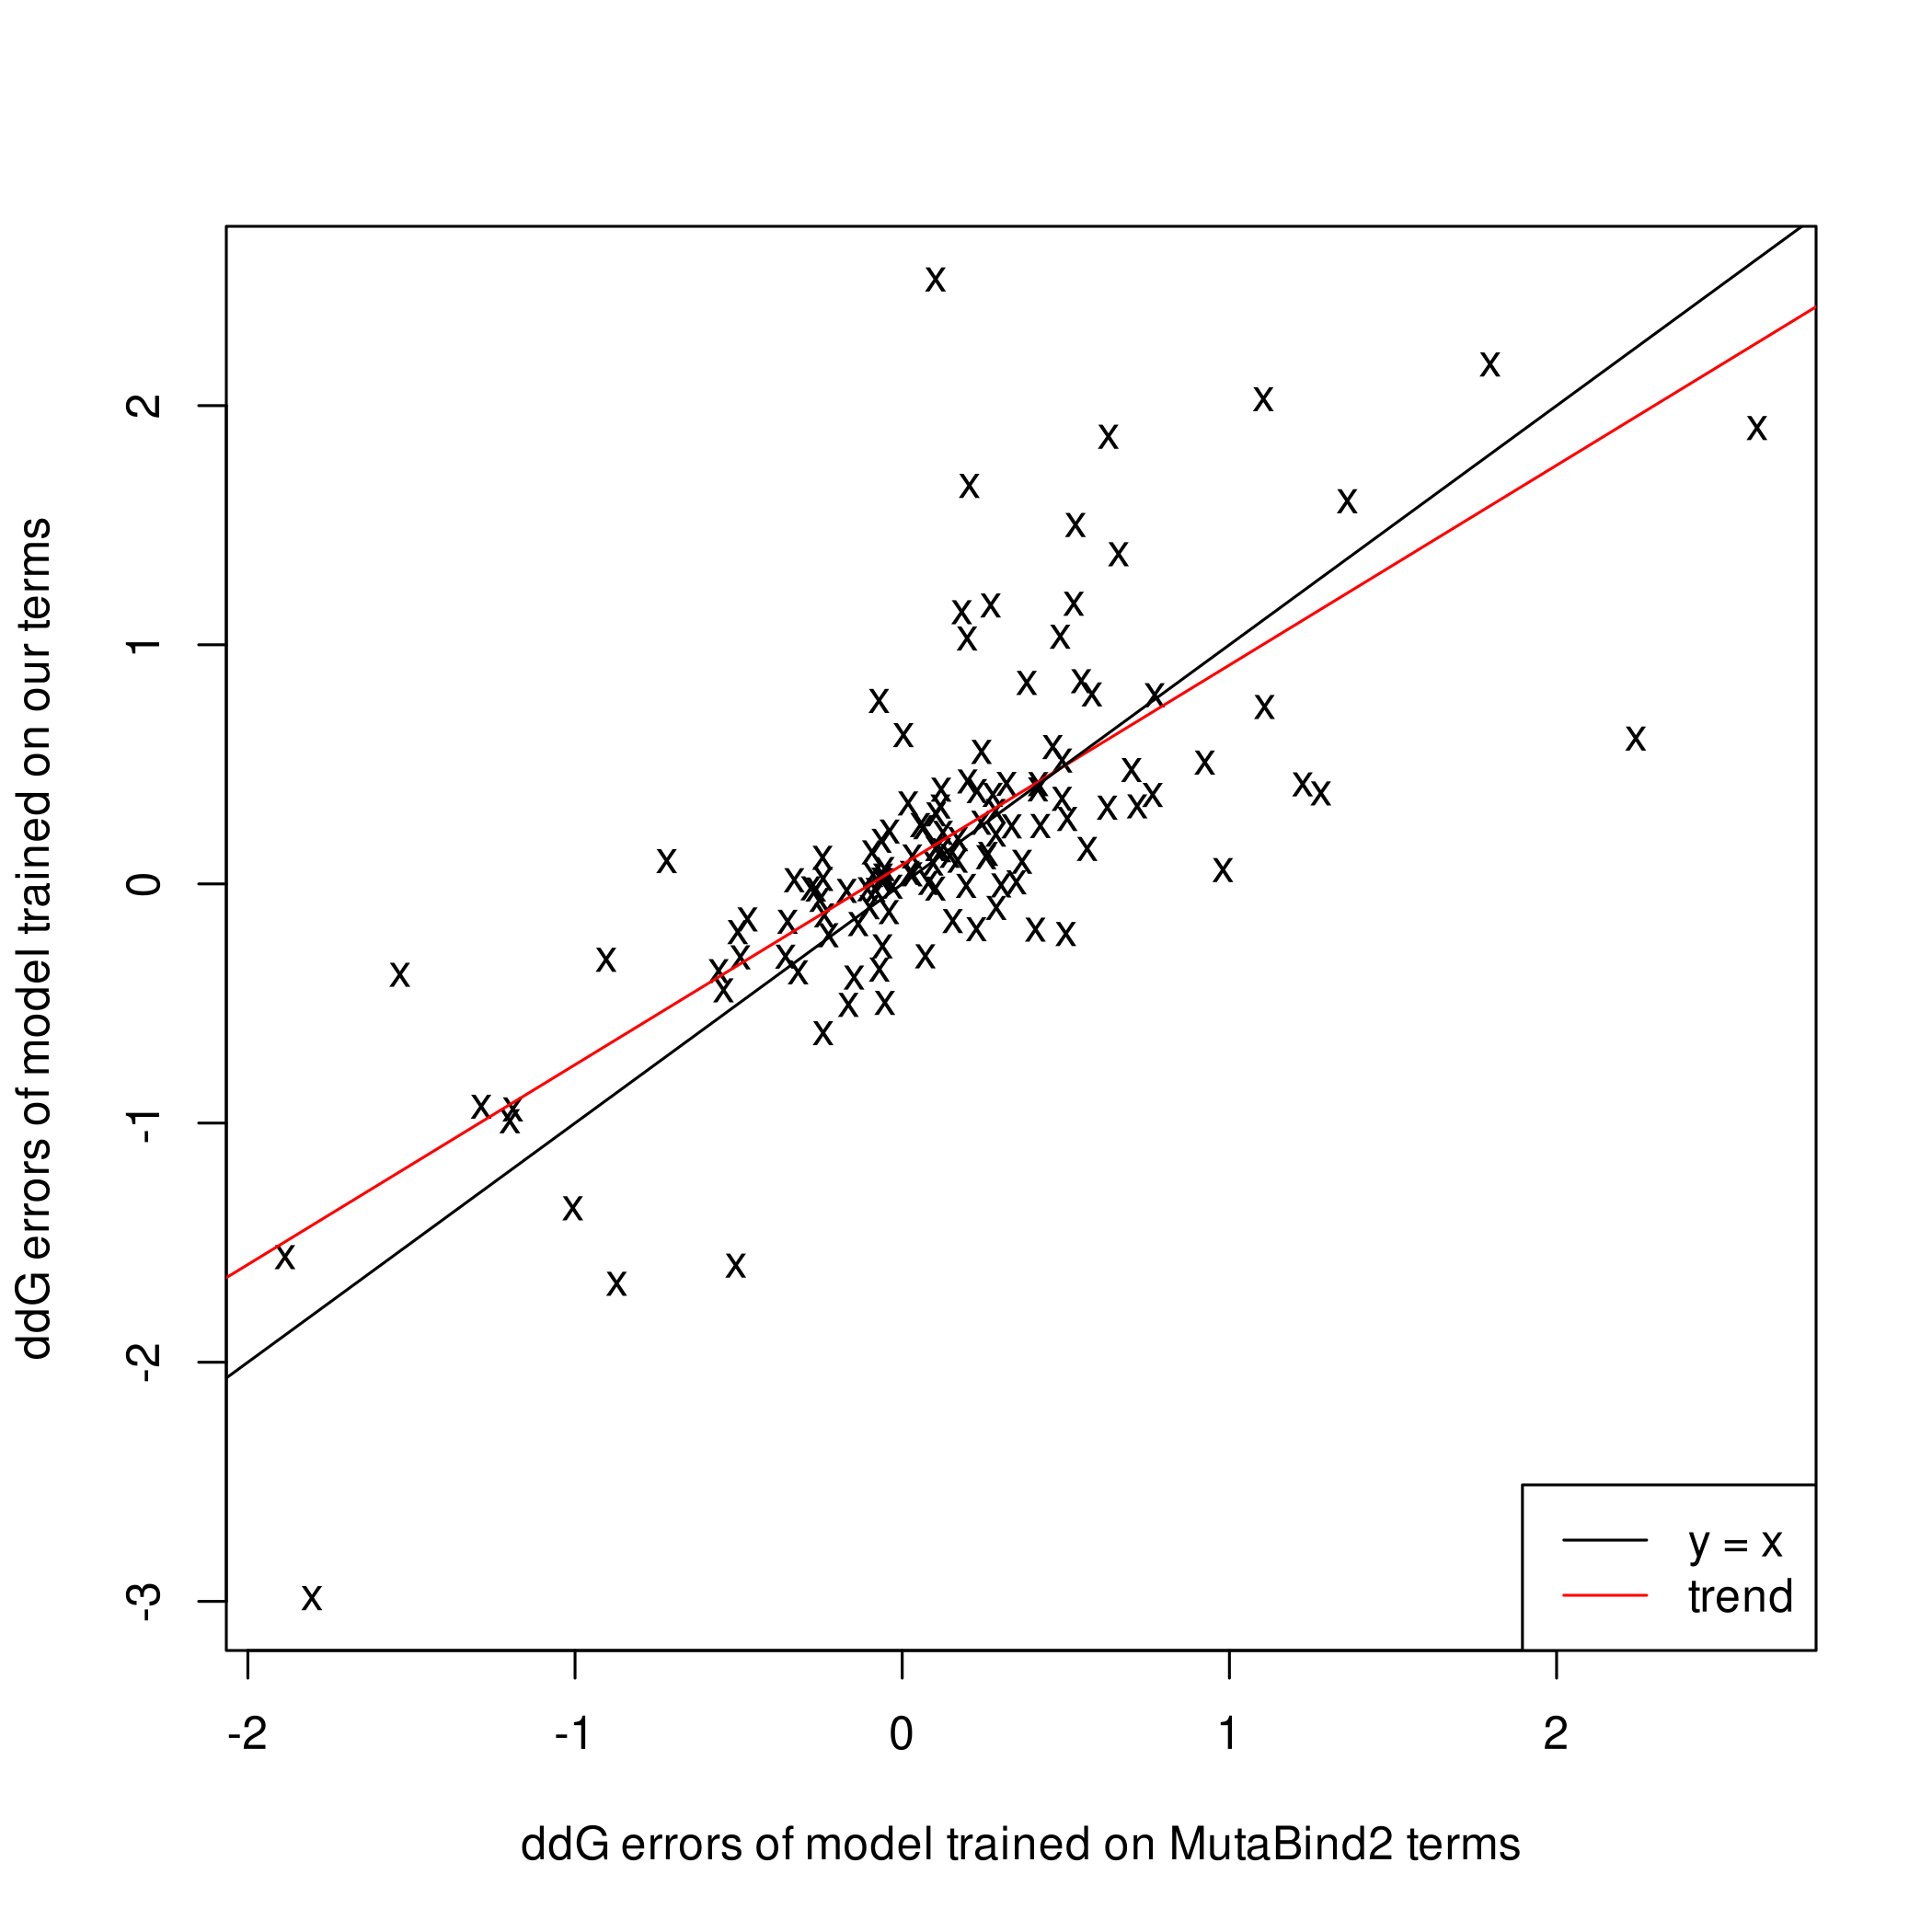 ddG errors of model trained on our terms
2
1
0
-1
-2
-3
-2
-1
0
1
2
ddG errors of model trained on MutaBind2 terms
y = x
trend